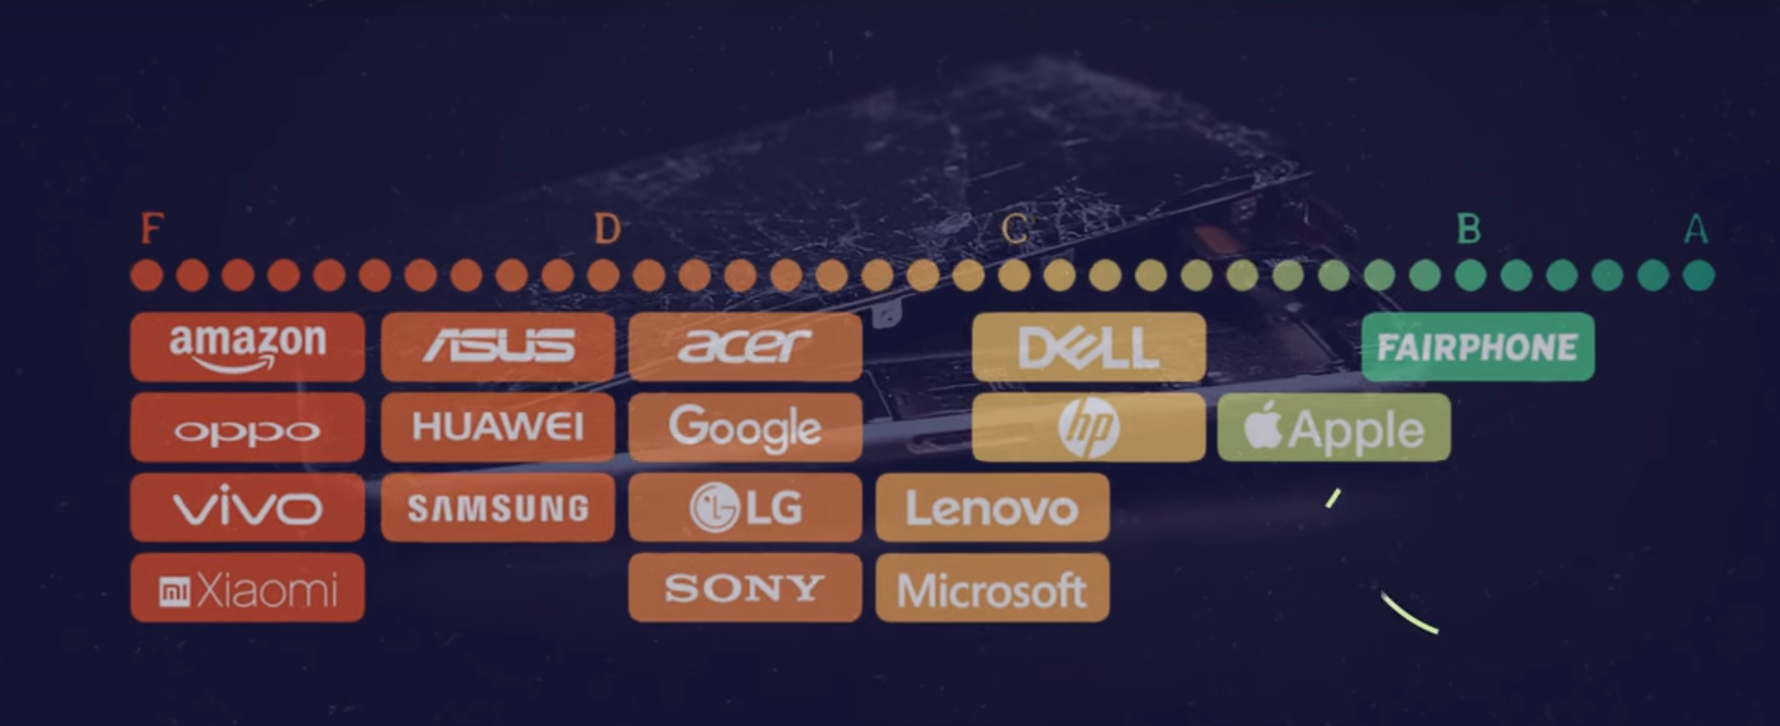 F D C B A
amazon ASUS acer DELL FAIRPHONE
oppo HUAWEI Google hp Apple
vivo SAMSUNG LG Lenovo
mi Xiaomi SONY Microsoft